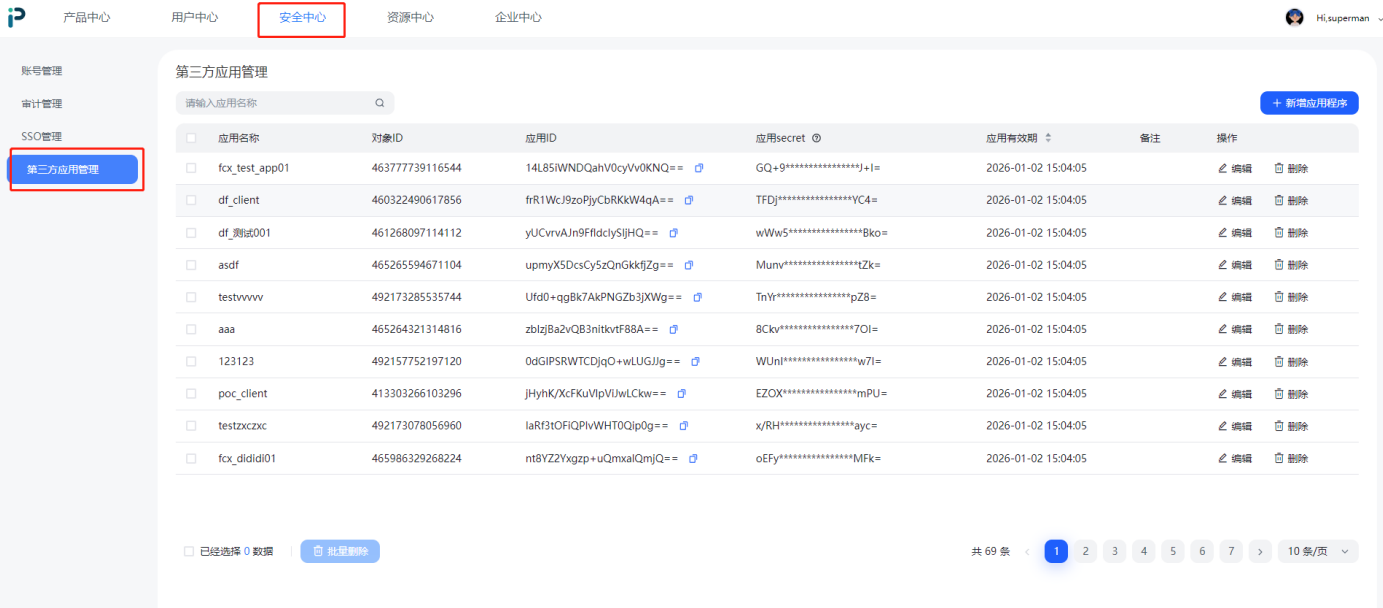 产品中心 用户中心 安全中心 资源中心 企业中心 Hi,superman
账号管理
审计管理
SSO管理
第三方应用管理
第三方应用管理
请输入应用名称
+ 新增应用程序
应用名称 对象ID 应用ID 应用secret 应用有效期 备注 操作
fcx_test_app01 463777739116544 14L85iWNDQahV0cyVv0KNQ== GQ+9****************J+I= 2026-01-02 15:04:05 编辑 删除
df_client 460322490617856 frR1WcJ9zoPjyCbRKkW4qA== TFDj****************YC4= 2026-01-02 15:04:05 编辑 删除
df_测试001 461268097114112 yUCvrvAJn9FfIdcIySIjHQ== wWw5****************Bko= 2026-01-02 15:04:05 编辑 删除
asdf 465265594671104 upmyX5DcsCy5zQnGkkfjZg== Munv****************tZk= 2026-01-02 15:04:05 编辑 删除
testvvvvv 492173285535744 Ufd0+qgBk7AkPNGZb3jXWg== TnYr****************pZ8= 2026-01-02 15:04:05 编辑 删除
aaa 465264321314816 zbIzjBa2vQB3nitkvtF88A== 8Ckv****************7OI= 2026-01-02 15:04:05 编辑 删除
123123 492157752197120 0dGIPSRWTCDjqO+wLUGJJg== WUnI****************w7I= 2026-01-02 15:04:05 编辑 删除
poc_client 413303266103296 jHyhK/XcFKuVIpViJwLCkw== EZOX****************mPU= 2026-01-02 15:04:05 编辑 删除
testzxczxc 492173078056960 IaRf3tOFiQPIvWHT0Qip0g== x/RH****************ayc= 2026-01-02 15:04:05 编辑 删除
fcx_dididi01 465986329268224 nt8YZ2Yxgzp+uQmxaIQmjQ== oEFy****************MFk= 2026-01-02 15:04:05 编辑 删除
已经选择 0 数据 批量删除 共 69 条 1 2 3 4 5 6 7 10 条/页